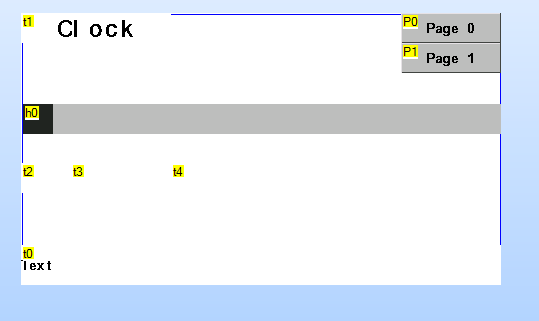 t1 Clock P0 Page 0
P1 Page 1
h0
t2 t3 t4
t0
Text